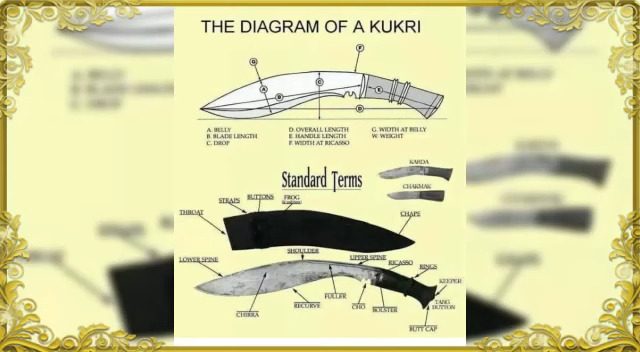 THE DIAGRAM OF A KUKRI
G
F
C
A
B
E
D
A. BELLY D. OVERALL LENGTH G. WIDTH AT BELLY
B. BLADE LENGTH E. HANDLE LENGTH W. WEIGHT
C. DROP F. WIDTH AT RICASSO
KARDA
Standard Terms
CHAKMAK
STRAPS BUTTONS FROG
THROAT CHAPE
SHOULDER
LOWER SPINE UPPER SPINE RICASSO RINGS
KEEPER
FULLER TANG
CHIRRA RECURVE CHO BOLSTER BUTTON
BUTT CAP